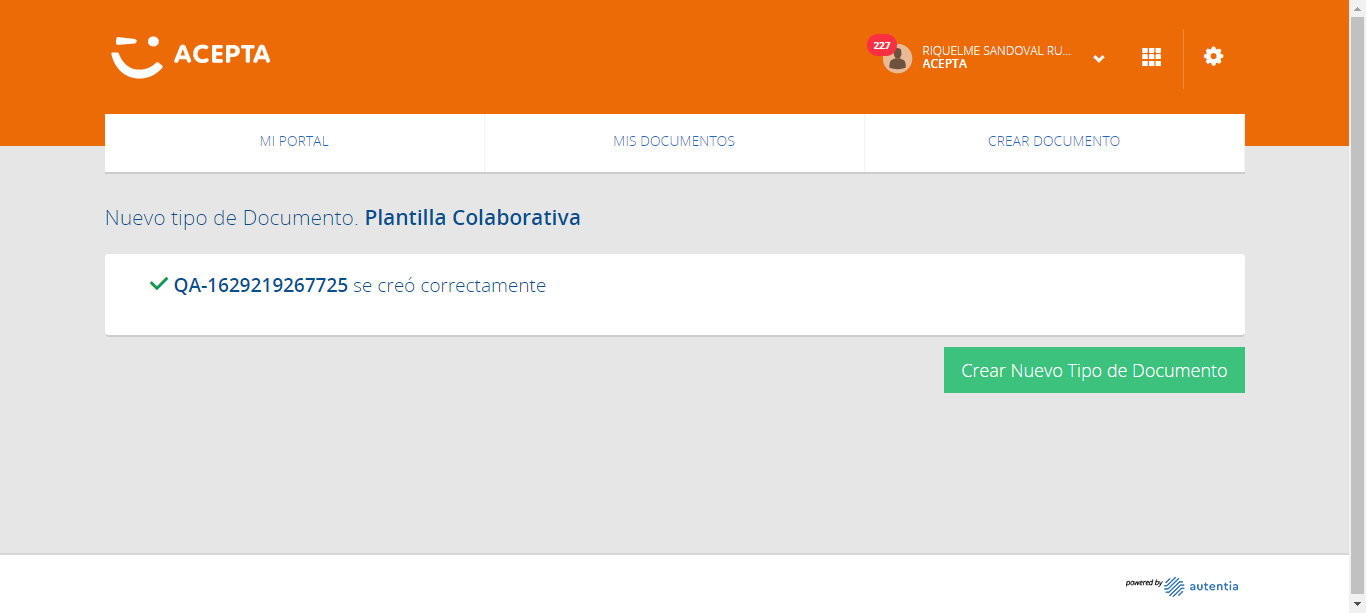 ACEPTA
227
RIQUELME SANDOVAL RU...
ACEPTA
MI PORTAL
MIS DOCUMENTOS
CREAR DOCUMENTO
Nuevo tipo de Documento. Plantilla Colaborativa
QA-1629219267725 se creó correctamente
Crear Nuevo Tipo de Documento
powered by autentia